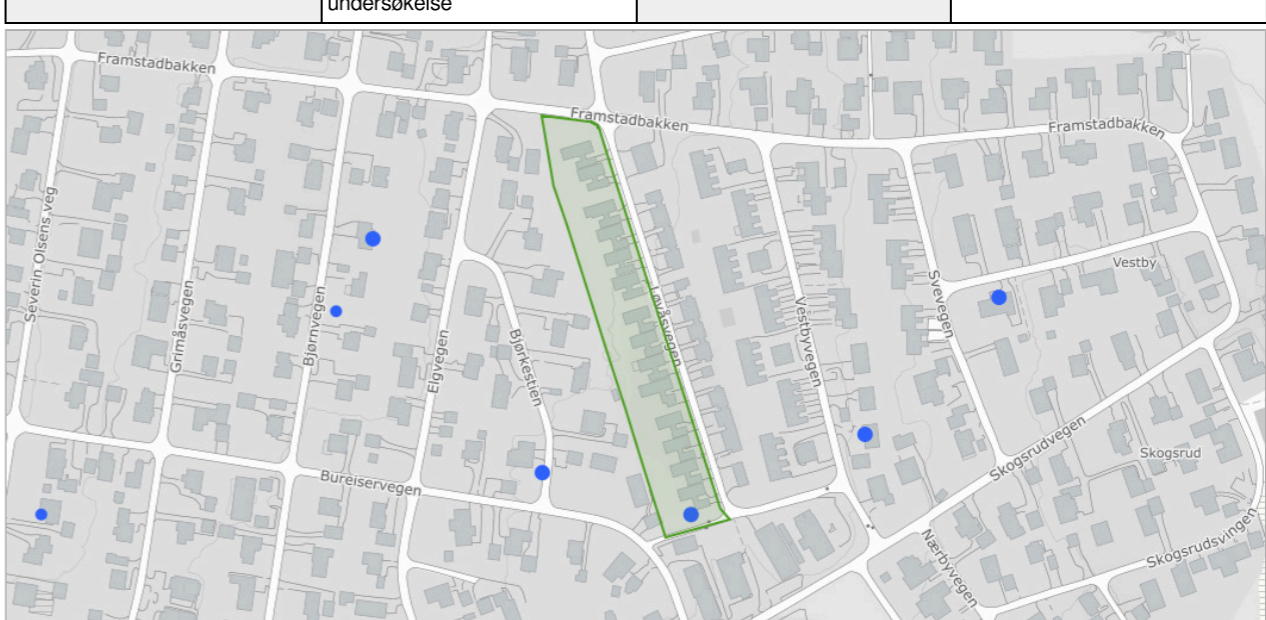 undersøkelse
Framstadbakken
Framstadbakken
Framstadbakken
Severin Olsens veg
Grimåsvegen
Bjørnvegen
Elgvegen
Bjørkestien
Løvåsvegen
Vestbyvegen
Svevegen
Vestby
Bureiservegen
Skogsrudvegen
Skogsrud
Nærbyvegen
Skogsrudsvingen